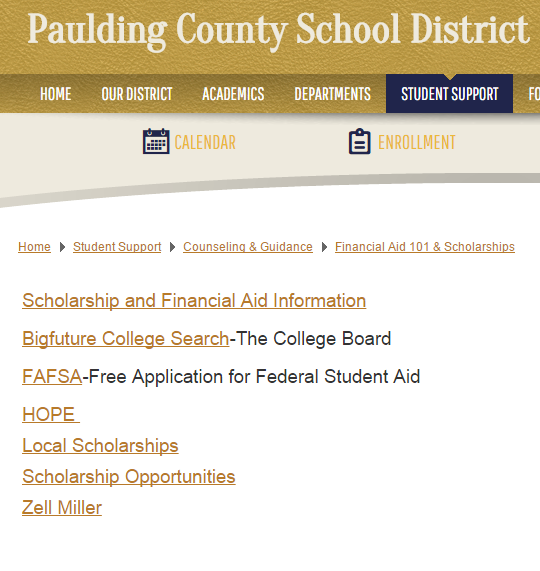 Paulding County School District
HOME OUR DISTRICT ACADEMICS DEPARTMENTS STUDENT SUPPORT FO
CALENDAR ENROLLMENT
Home Student Support Counseling & Guidance Financial Aid 101 & Scholarships
Scholarship and Financial Aid Information
Bigfuture College Search-The College Board
FAFSA-Free Application for Federal Student Aid
HOPE
Local Scholarships
Scholarship Opportunities
Zell Miller